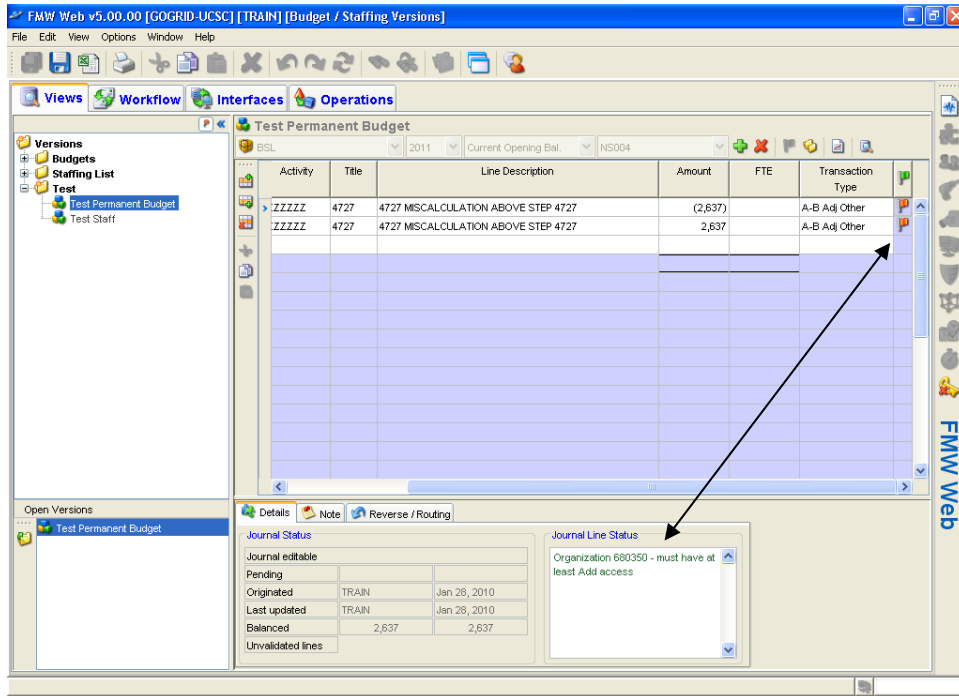 FMW Web v5.00.00 [GOGRID-UCSC] [TRAIN] [Budget / Staffing Versions]
File Edit View Options Window Help
Views Workflow Interfaces Operations
P «
Versions
Budgets
Staffing List
Test
Test Permanent Budget
Test Staff
Test Permanent Budget
BSL 2011 Current Opening Bal. NS004
Activity Title Line Description Amount FTE Transaction Type
ZZZZZ 4727 4727 MISCALCULATION ABOVE STEP 4727 (2,637) A-B Adj Other
ZZZZZ 4727 4727 MISCALCULATION ABOVE STEP 4727 2,637 A-B Adj Other
FMW Web
Open Versions
Test Permanent Budget
Details Note Reverse / Routing
Journal Status
Journal editable
Pending
Originated TRAIN Jan 28, 2010
Last updated TRAIN Jan 28, 2010
Balanced 2,637 2,637
Unvalidated lines
Journal Line Status
Organization 680350 - must have at
least Add access